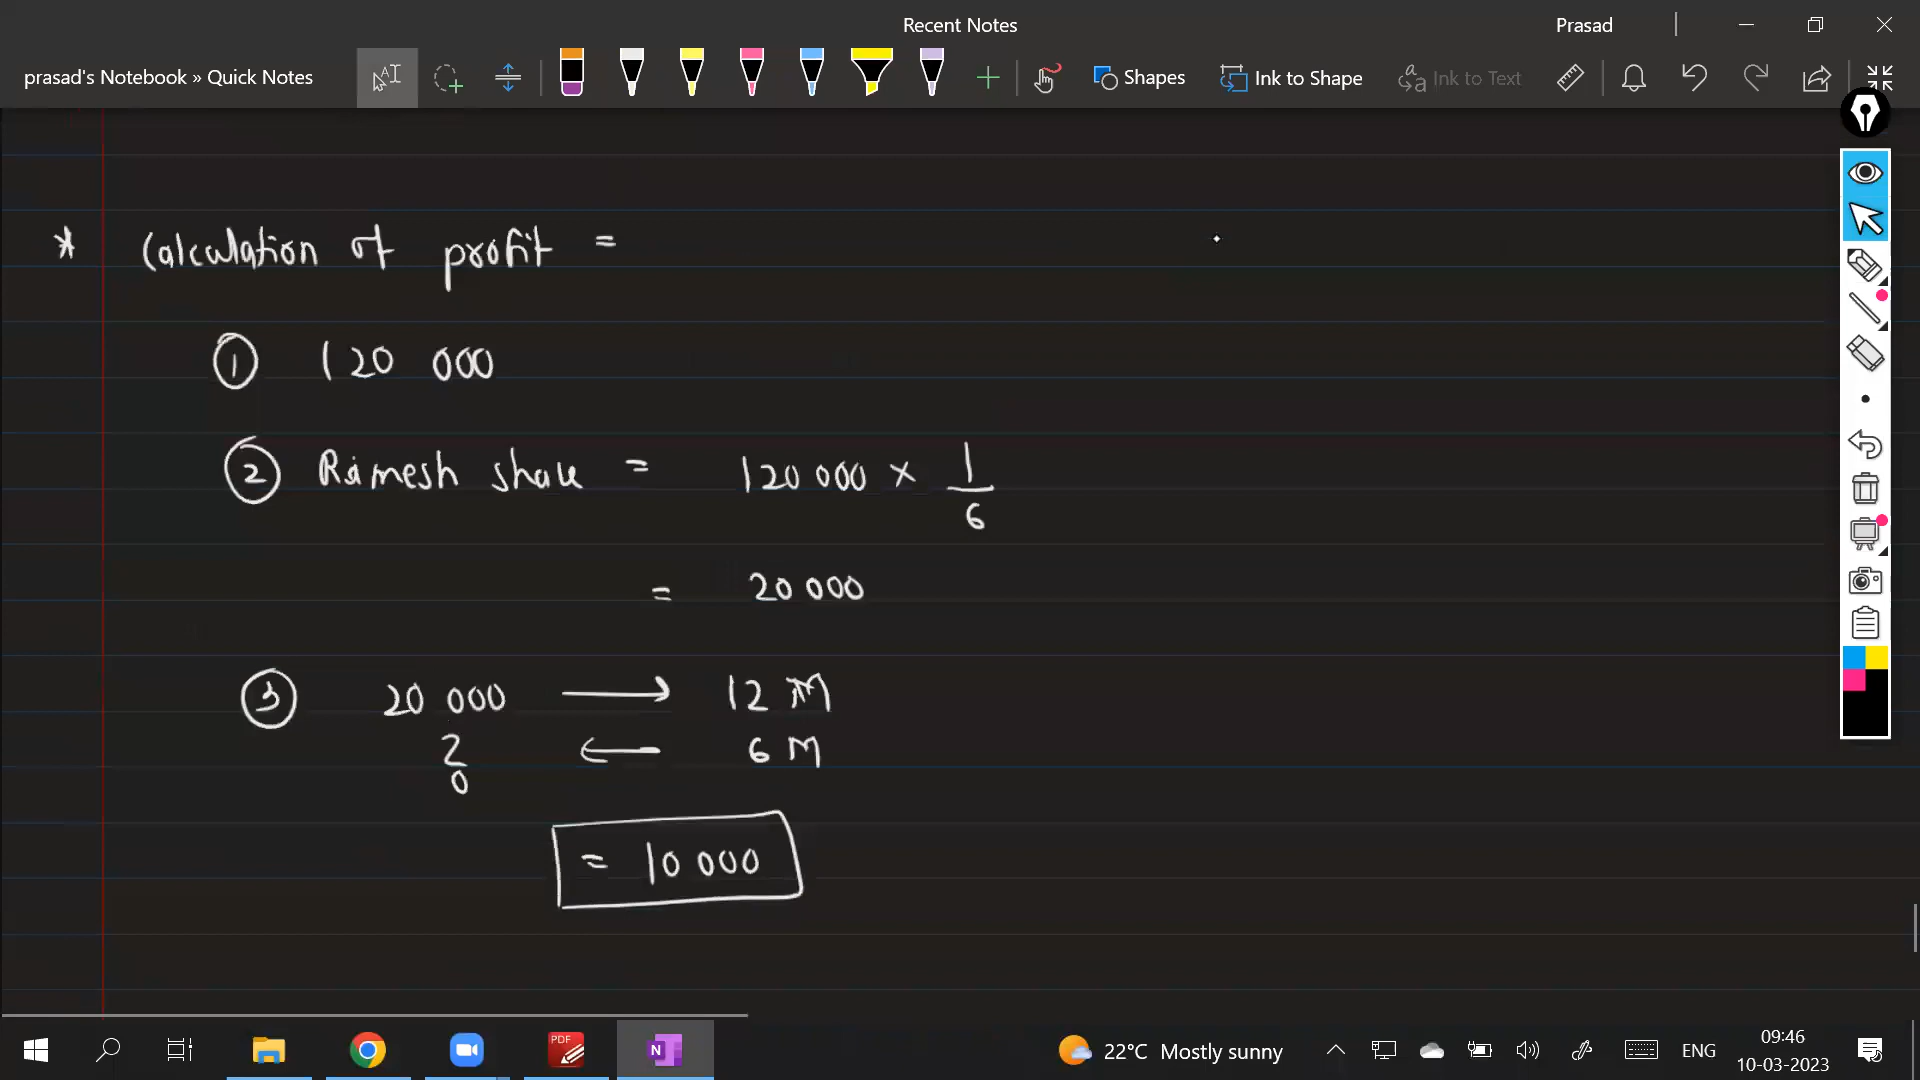 Recent Notes
Prasad
prasad's Notebook » Quick Notes
Shapes
Ink to Shape
Ink to Text
* Calculation of profit =
① 120 000
② Ramesh share = 120 000 × 1/6
= 20 000
③ 20 000 → 12 M
? ← 6 M
= 10 000
PDF
N
22°C Mostly sunny
ENG
09:46
10-03-2023